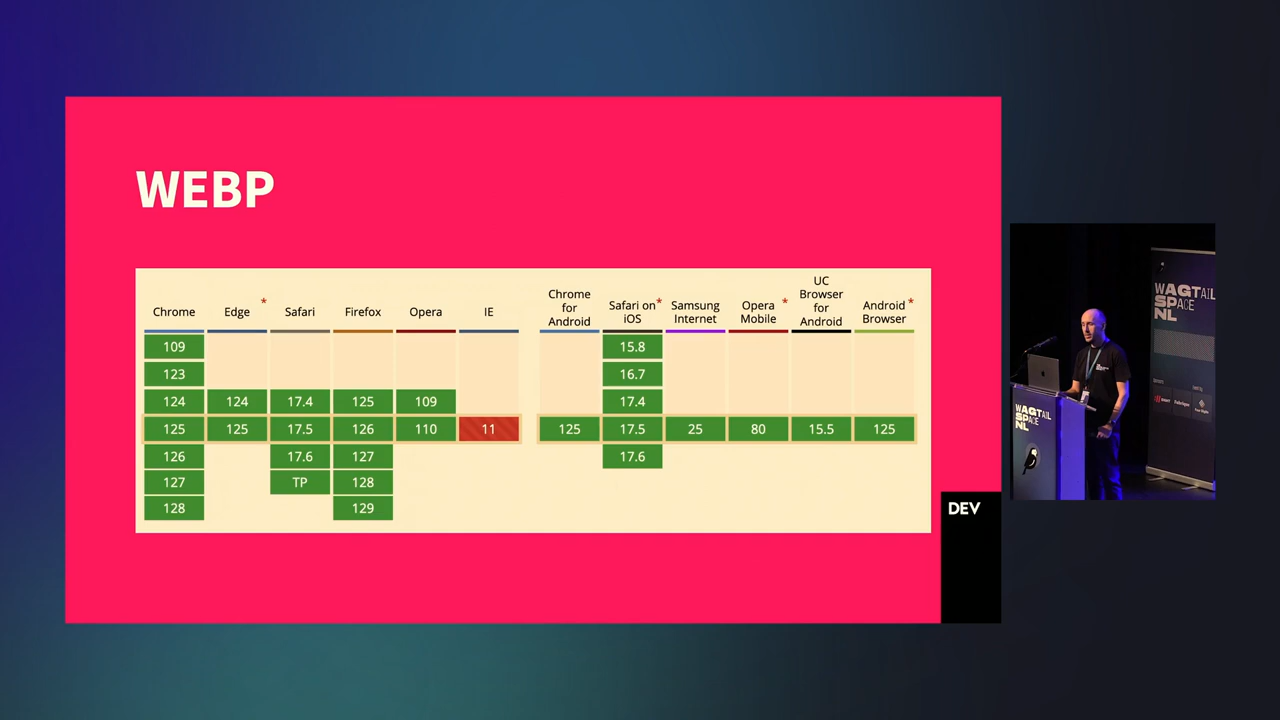 WEBP
Chrome Edge * Safari Firefox Opera IE Chrome for Android Safari on iOS * Samsung Internet Opera Mobile * UC Browser for Android Android Browser *
109 15.8
123 16.7
124 124 17.4 125 109 17.4
125 125 17.5 126 110 11 125 17.5 25 80 15.5 125
126 17.6 127 17.6
127 TP 128
128 129
DEV
WAGTAIL
SPACE
NL
WAGTAIL
SPACE
NL